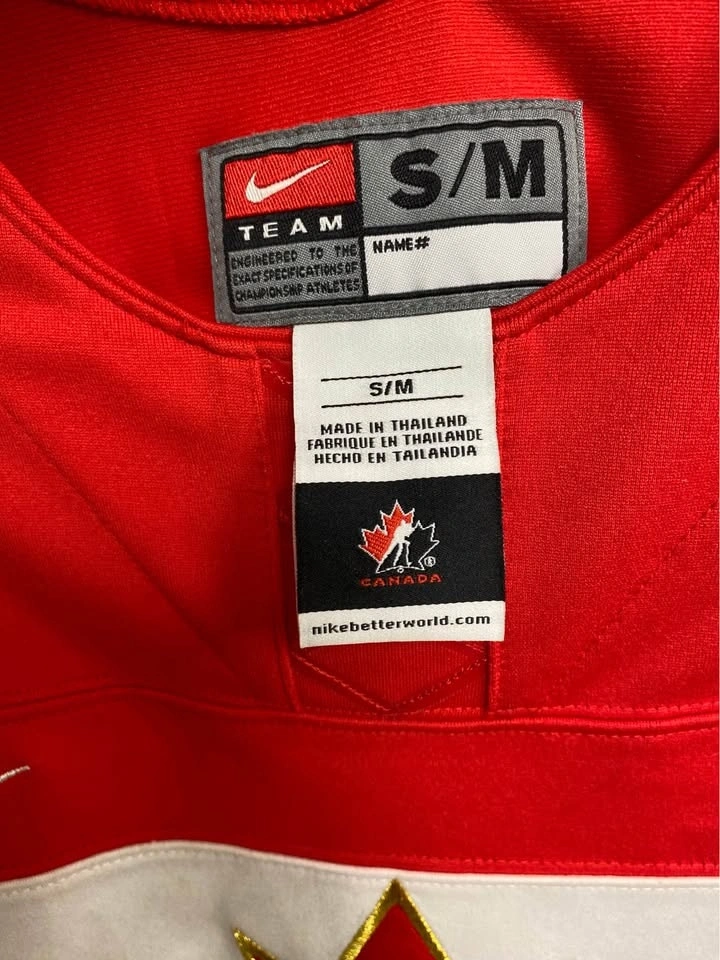 S/M
TEAM
ENGINEERED TO THE
EXACT SPECIFICATIONS OF
CHAMPIONSHIP ATHLETES
NAME#
S/M
MADE IN THAILAND
FABRIQUE EN THAILANDE
HECHO EN TAILANDIA
®
CANADA
nikebetterworld.com